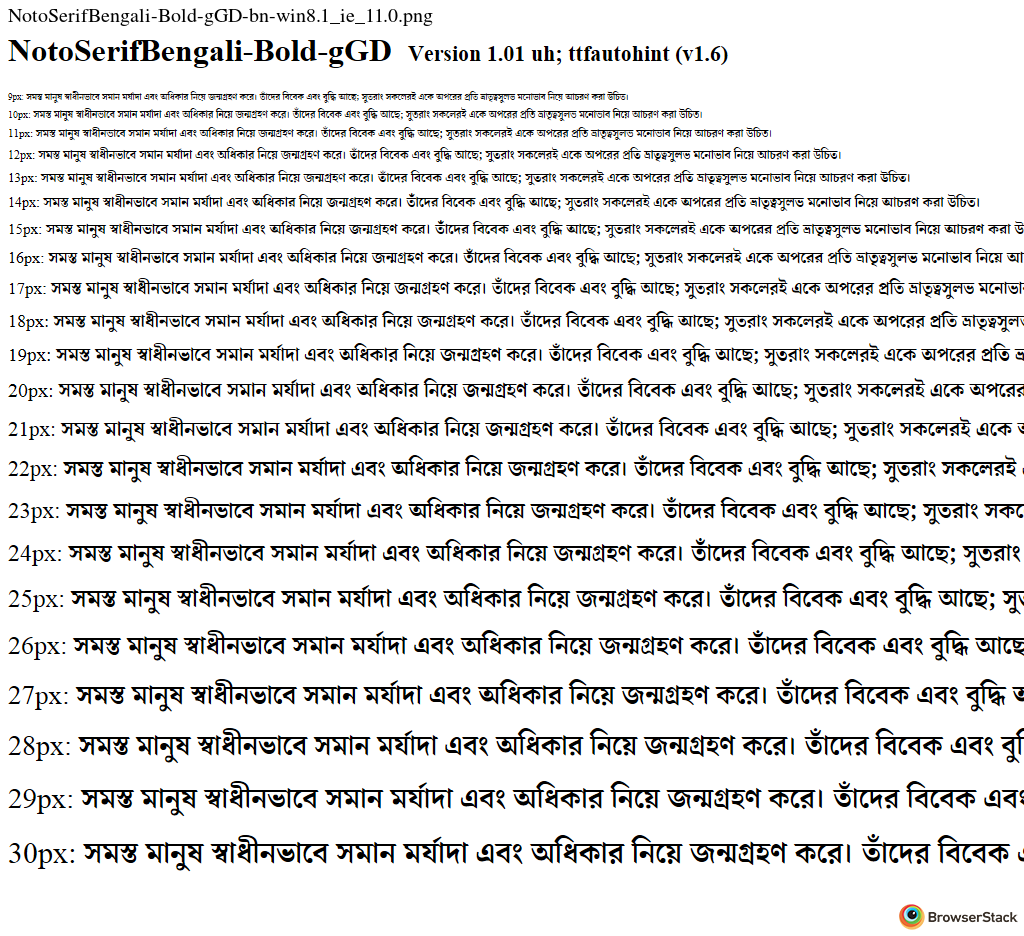 NotoSerifBengali-Bold-gGD-bn-win8.1_ie_11.0.png
NotoSerifBengali-Bold-gGD Version 1.01 uh; ttfautohint (v1.6)
9px: সমস্ত মানুষ স্বাধীনভাবে সমান মর্যাদা এবং অধিকার নিয়ে জন্মগ্রহণ করে। তাঁদের বিবেক এবং বুদ্ধি আছে; সুতরাং সকলেরই একে অপরের প্রতি ভ্রাতৃত্বসুলভ মনোভাব নিয়ে আচরণ করা উচিত।
10px: সমস্ত মানুষ স্বাধীনভাবে সমান মর্যাদা এবং অধিকার নিয়ে জন্মগ্রহণ করে। তাঁদের বিবেক এবং বুদ্ধি আছে; সুতরাং সকলেরই একে অপরের প্রতি ভ্রাতৃত্বসুলভ মনোভাব নিয়ে আচরণ করা উচিত।
11px: সমস্ত মানুষ স্বাধীনভাবে সমান মর্যাদা এবং অধিকার নিয়ে জন্মগ্রহণ করে। তাঁদের বিবেক এবং বুদ্ধি আছে; সুতরাং সকলেরই একে অপরের প্রতি ভ্রাতৃত্বসুলভ মনোভাব নিয়ে আচরণ করা উচিত।
12px: সমস্ত মানুষ স্বাধীনভাবে সমান মর্যাদা এবং অধিকার নিয়ে জন্মগ্রহণ করে। তাঁদের বিবেক এবং বুদ্ধি আছে; সুতরাং সকলেরই একে অপরের প্রতি ভ্রাতৃত্বসুলভ মনোভাব নিয়ে আচরণ করা উচিত।
13px: সমস্ত মানুষ স্বাধীনভাবে সমান মর্যাদা এবং অধিকার নিয়ে জন্মগ্রহণ করে। তাঁদের বিবেক এবং বুদ্ধি আছে; সুতরাং সকলেরই একে অপরের প্রতি ভ্রাতৃত্বসুলভ মনোভাব নিয়ে আচরণ করা উচিত।
14px: সমস্ত মানুষ স্বাধীনভাবে সমান মর্যাদা এবং অধিকার নিয়ে জন্মগ্রহণ করে। তাঁদের বিবেক এবং বুদ্ধি আছে; সুতরাং সকলেরই একে অপরের প্রতি ভ্রাতৃত্বসুলভ মনোভাব নিয়ে আচরণ করা উচিত।
15px: সমস্ত মানুষ স্বাধীনভাবে সমান মর্যাদা এবং অধিকার নিয়ে জন্মগ্রহণ করে। তাঁদের বিবেক এবং বুদ্ধি আছে; সুতরাং সকলেরই একে অপরের প্রতি ভ্রাতৃত্বসুলভ মনোভাব নিয়ে আচরণ করা
16px: সমস্ত মানুষ স্বাধীনভাবে সমান মর্যাদা এবং অধিকার নিয়ে জন্মগ্রহণ করে। তাঁদের বিবেক এবং বুদ্ধি আছে; সুতরাং সকলেরই একে অপরের প্রতি ভ্রাতৃত্বসুলভ মনোভাব নিয়ে
17px: সমস্ত মানুষ স্বাধীনভাবে সমান মর্যাদা এবং অধিকার নিয়ে জন্মগ্রহণ করে। তাঁদের বিবেক এবং বুদ্ধি আছে; সুতরাং সকলেরই একে অপরের প্রতি ভ্রাতৃত্বসুলভ
18px: সমস্ত মানুষ স্বাধীনভাবে সমান মর্যাদা এবং অধিকার নিয়ে জন্মগ্রহণ করে। তাঁদের বিবেক এবং বুদ্ধি আছে; সুতরাং সকলেরই একে অপরের প্রতি
19px: সমস্ত মানুষ স্বাধীনভাবে সমান মর্যাদা এবং অধিকার নিয়ে জন্মগ্রহণ করে। তাঁদের বিবেক এবং বুদ্ধি আছে; সুতরাং সকলেরই একে অপরের প্রতি
20px: সমস্ত মানুষ স্বাধীনভাবে সমান মর্যাদা এবং অধিকার নিয়ে জন্মগ্রহণ করে। তাঁদের বিবেক এবং বুদ্ধি আছে; সুতরাং সকলেরই একে অপরের
21px: সমস্ত মানুষ স্বাধীনভাবে সমান মর্যাদা এবং অধিকার নিয়ে জন্মগ্রহণ করে। তাঁদের বিবেক এবং বুদ্ধি আছে; সুতরাং সকলেরই একে
22px: সমস্ত মানুষ স্বাধীনভাবে সমান মর্যাদা এবং অধিকার নিয়ে জন্মগ্রহণ করে। তাঁদের বিবেক এবং বুদ্ধি আছে; সুতরাং সকলেরই
23px: সমস্ত মানুষ স্বাধীনভাবে সমান মর্যাদা এবং অধিকার নিয়ে জন্মগ্রহণ করে। তাঁদের বিবেক এবং বুদ্ধি আছে; সুতরাং
24px: সমস্ত মানুষ স্বাধীনভাবে সমান মর্যাদা এবং অধিকার নিয়ে জন্মগ্রহণ করে। তাঁদের বিবেক এবং বুদ্ধি আছে; সুতরাং
25px: সমস্ত মানুষ স্বাধীনভাবে সমান মর্যাদা এবং অধিকার নিয়ে জন্মগ্রহণ করে। তাঁদের বিবেক এবং বুদ্ধি আছে;
26px: সমস্ত মানুষ স্বাধীনভাবে সমান মর্যাদা এবং অধিকার নিয়ে জন্মগ্রহণ করে। তাঁদের বিবেক এবং বুদ্ধি আছে
27px: সমস্ত মানুষ স্বাধীনভাবে সমান মর্যাদা এবং অধিকার নিয়ে জন্মগ্রহণ করে। তাঁদের বিবেক এবং বুদ্ধি
28px: সমস্ত মানুষ স্বাধীনভাবে সমান মর্যাদা এবং অধিকার নিয়ে জন্মগ্রহণ করে। তাঁদের বিবেক এবং
29px: সমস্ত মানুষ স্বাধীনভাবে সমান মর্যাদা এবং অধিকার নিয়ে জন্মগ্রহণ করে। তাঁদের বিবেক এবং
30px: সমস্ত মানুষ স্বাধীনভাবে সমান মর্যাদা এবং অধিকার নিয়ে জন্মগ্রহণ করে। তাঁদের বিবেক
BrowserStack